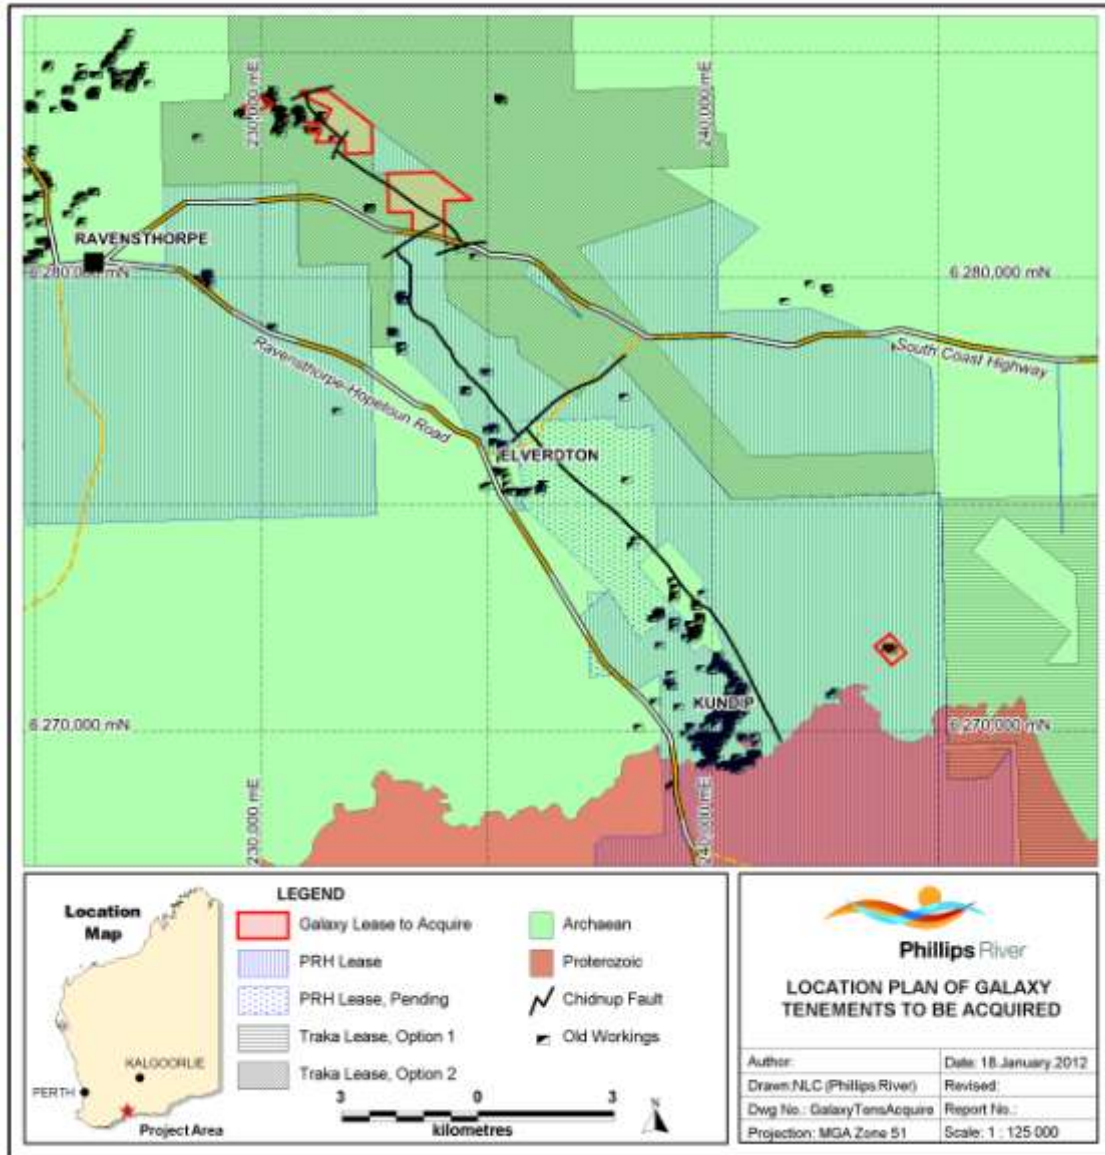 230,000 mE
240,000 mE
RAVENSTHORPE
6,280,000 mN
6,280,000 mN
South Coast Highway
Ravensthorpe-Hopetoun Road
ELVERDTON
KUNDIP
6,270,000 mN
6,270,000 mN
230,000 mE
240,000 mE
Location
Map
KALGOORLIE
PERTH
Project Area
LEGEND
Galaxy Lease to Acquire
PRH Lease
PRH Lease, Pending
Traka Lease, Option 1
Traka Lease, Option 2
Archaean
Proterozoic
Chidnup Fault
Old Workings
3 0 3
kilometres
N
Phillips River
LOCATION PLAN OF GALAXY
TENEMENTS TO BE ACQUIRED
Author: Date: 18 January 2012
Drawn:NLC (Phillips River) Revised:
Dwg No.: GalaxyTensAcquire Report No.:
Projection: MGA Zone 51 Scale: 1 : 125 000